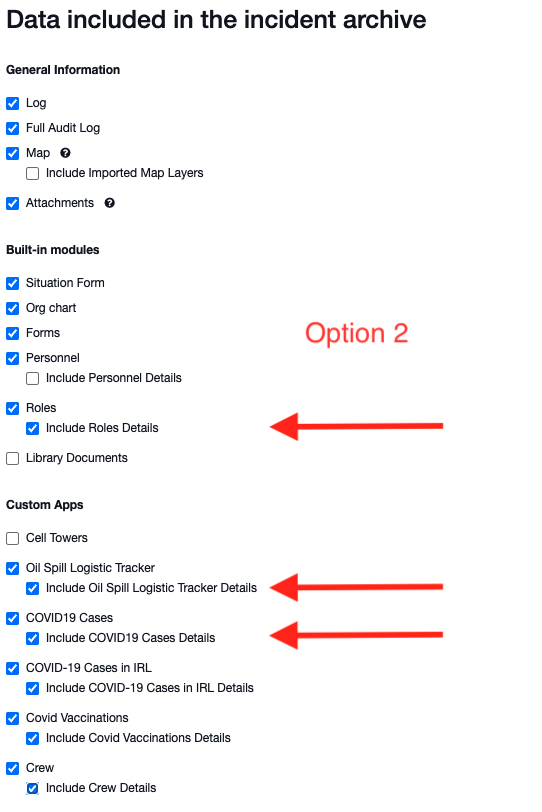 Data included in the incident archive
General Information
Log
Full Audit Log
Map ?
Include Imported Map Layers
Attachments ?
Built-in modules
Situation Form
Org chart
Forms
Option 2
Personnel
Include Personnel Details
Roles
Include Roles Details
Library Documents
Custom Apps
Cell Towers
Oil Spill Logistic Tracker
Include Oil Spill Logistic Tracker Details
COVID19 Cases
Include COVID19 Cases Details
COVID-19 Cases in IRL
Include COVID-19 Cases in IRL Details
Covid Vaccinations
Include Covid Vaccinations Details
Crew
Include Crew Details